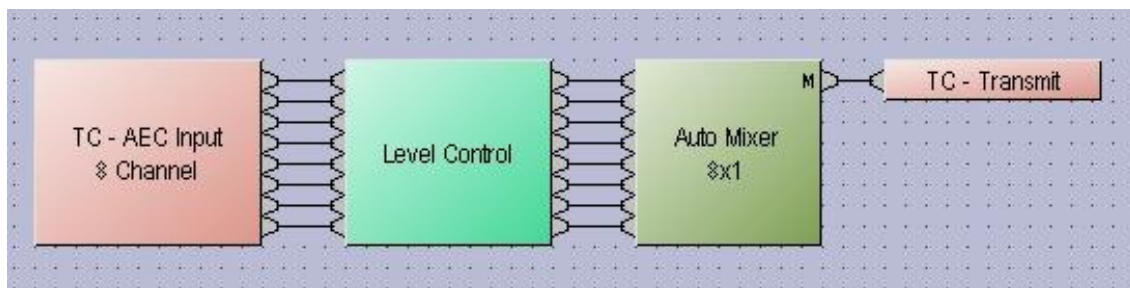 TC - AEC Input
8 Channel
Level Control
Auto Mixer
8x1
M
TC - Transmit